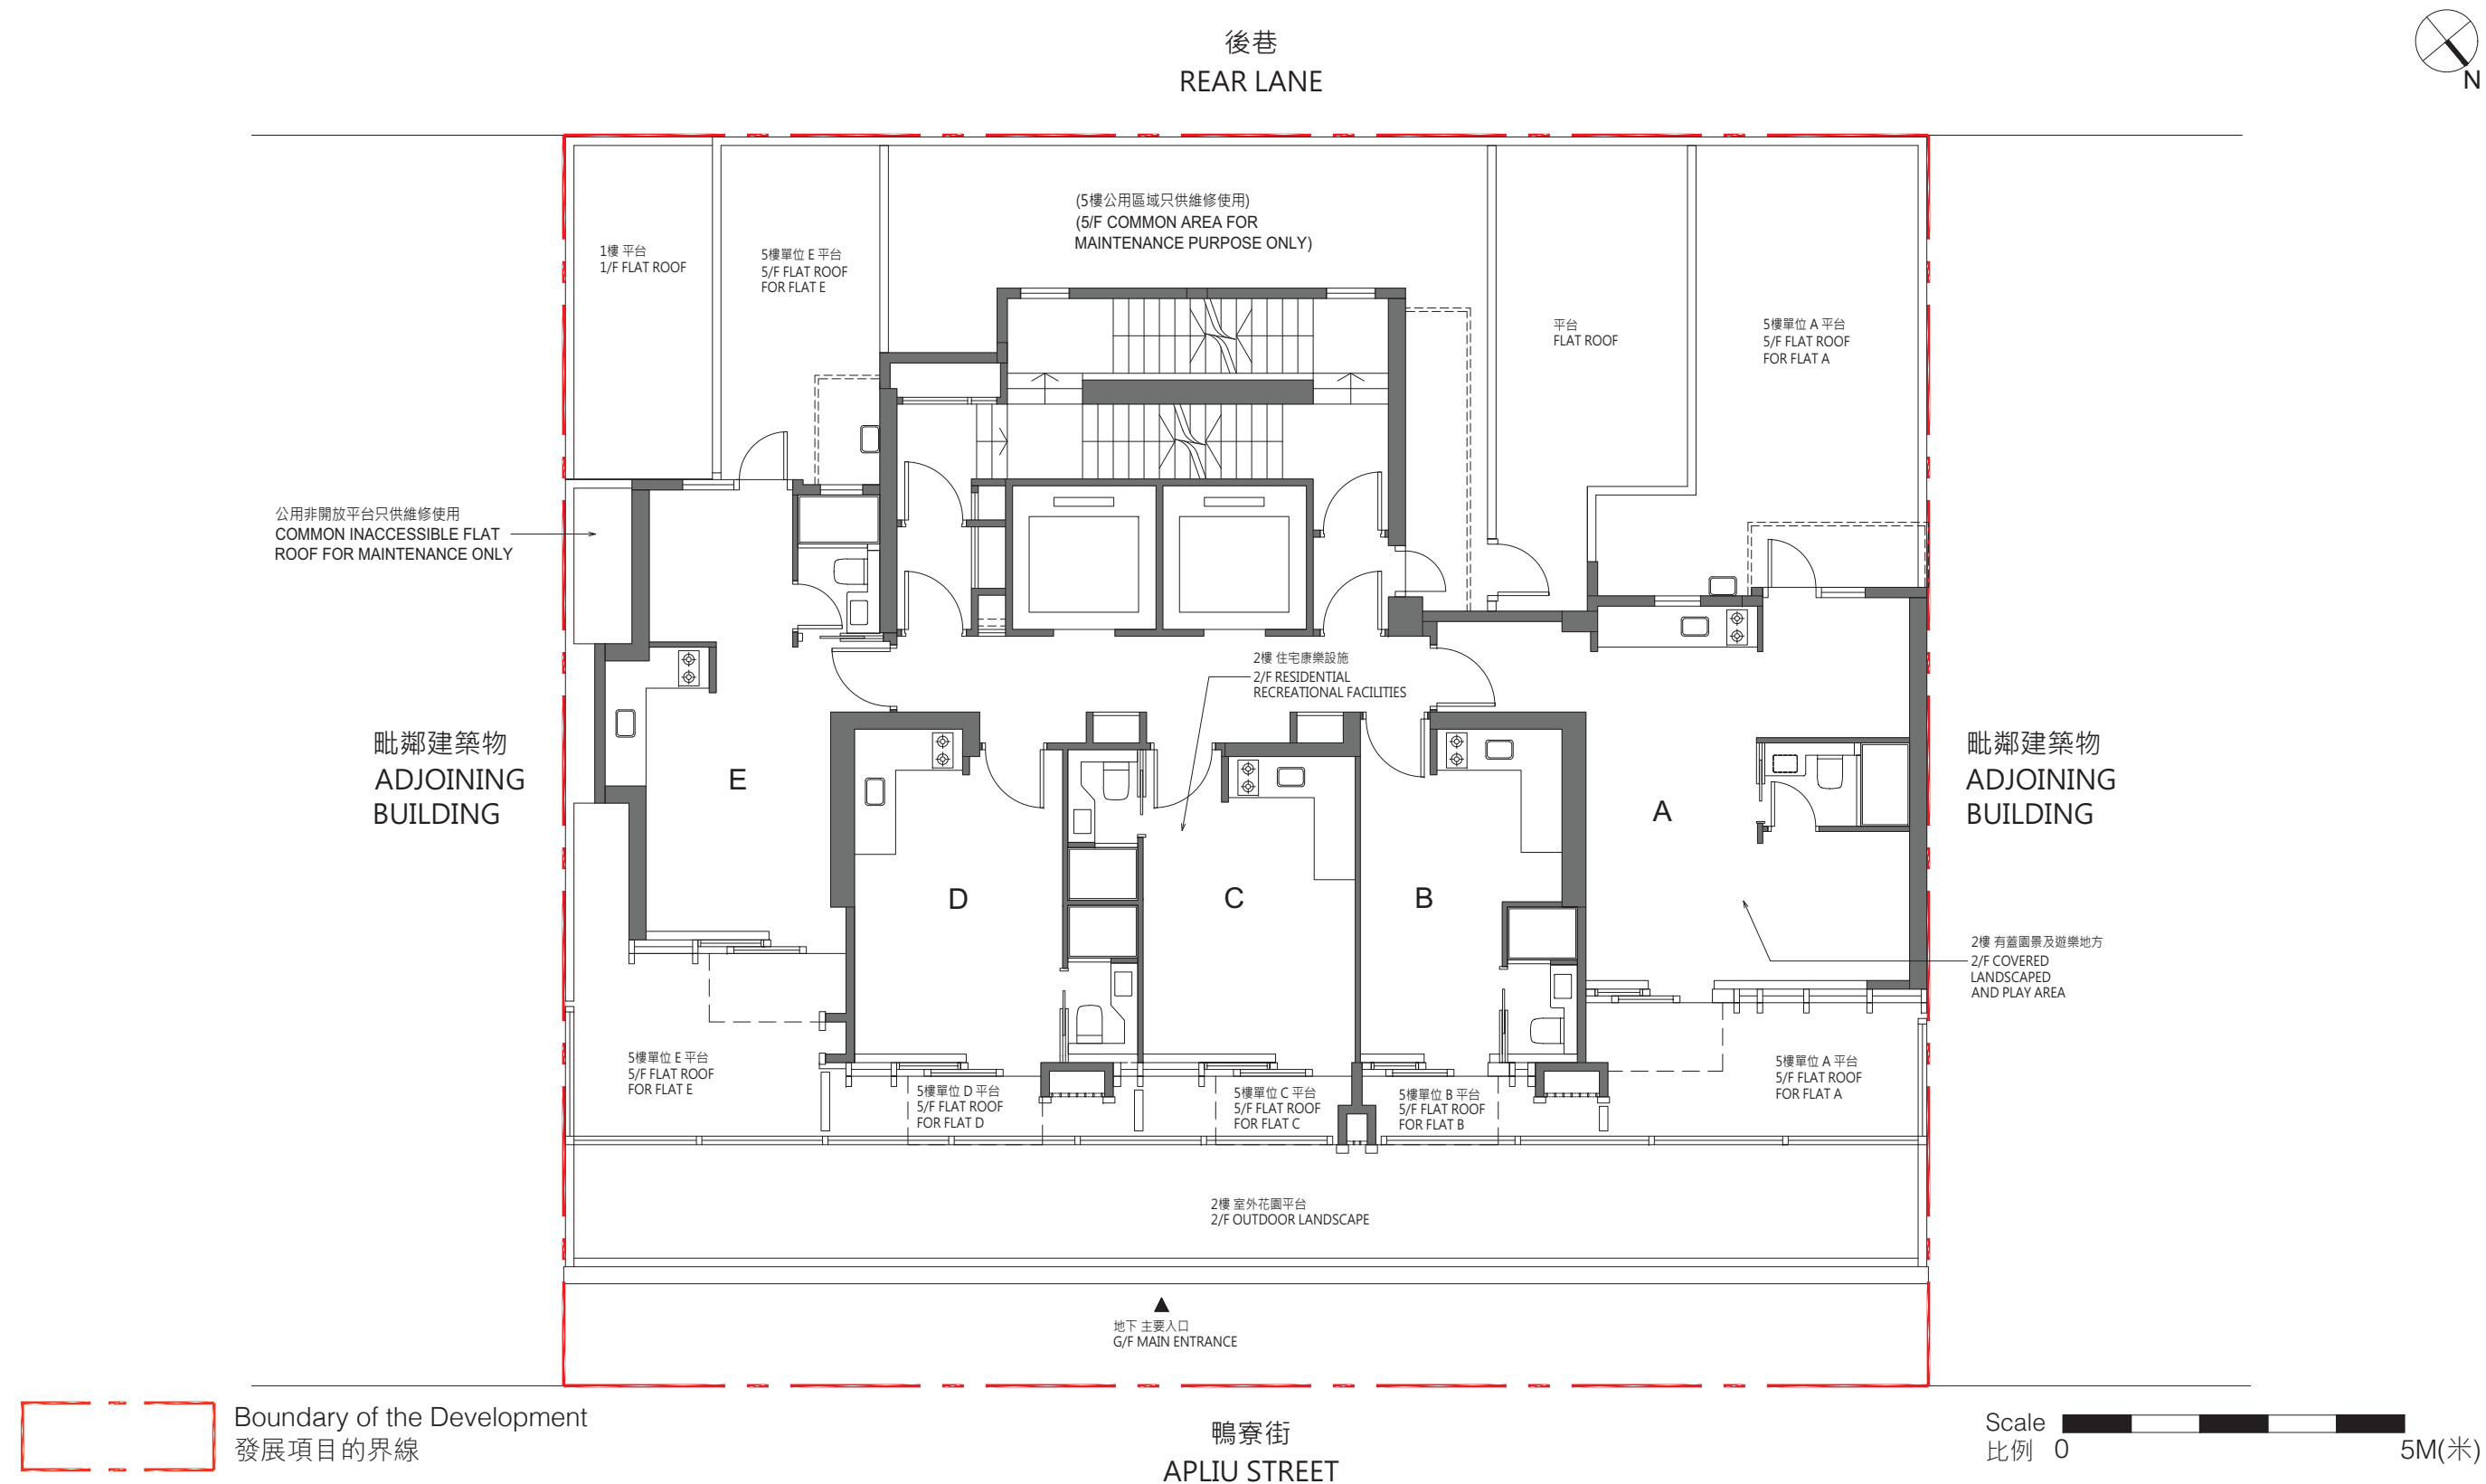 後巷
REAR LANE
N
(5樓公用區域只供維修使用)
(5/F COMMON AREA FOR
MAINTENANCE PURPOSE ONLY)
1樓 平台
1/F FLAT ROOF
5樓單位 E 平台
5/F FLAT ROOF
FOR FLAT E
平台
FLAT ROOF
5樓單位 A 平台
5/F FLAT ROOF
FOR FLAT A
公用非開放平台只供維修使用
COMMON INACCESSIBLE FLAT
ROOF FOR MAINTENANCE ONLY
2樓 住宅康樂設施
2/F RESIDENTIAL
RECREATIONAL FACILITIES
毗鄰建築物
ADJOINING
BUILDING
E
D
C
B
A
毗鄰建築物
ADJOINING
BUILDING
2樓 有蓋園景及遊樂地方
2/F COVERED
LANDSCAPED
AND PLAY AREA
5樓單位 E 平台
5/F FLAT ROOF
FOR FLAT E
5樓單位 D 平台
5/F FLAT ROOF
FOR FLAT D
5樓單位 C 平台
5/F FLAT ROOF
FOR FLAT C
5樓單位 B 平台
5/F FLAT ROOF
FOR FLAT B
5樓單位 A 平台
5/F FLAT ROOF
FOR FLAT A
2樓 室外花園平台
2/F OUTDOOR LANDSCAPE
地下 主要入口
G/F MAIN ENTRANCE
Boundary of the Development
發展項目的界線
鴨寮街
APLIU STREET
Scale
比例 0 5M(米)